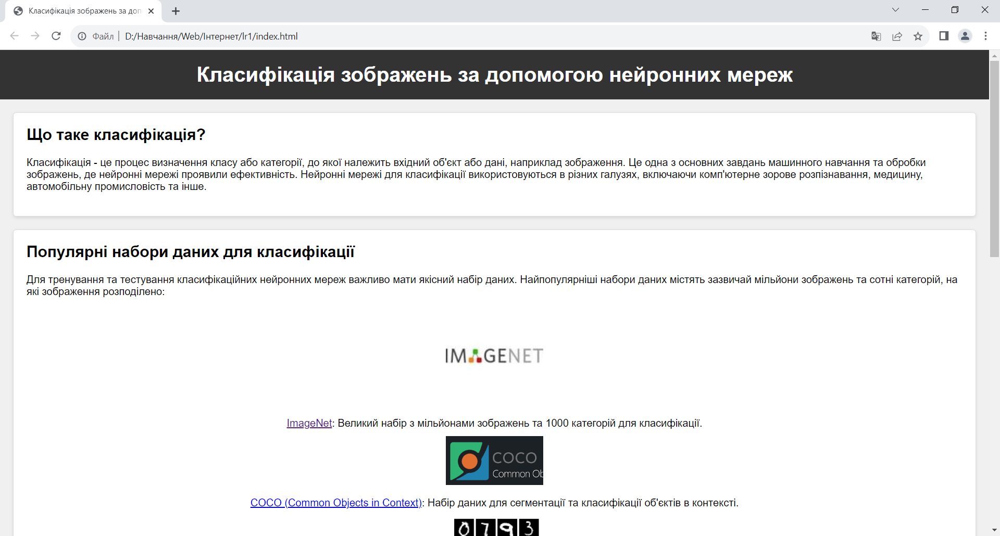 Класифікація зображень за доп
Файл
D:/Навчання/Web/Інтернет/lr1/index.html
Класифікація зображень за допомогою нейронних мереж
Що таке класифікація?
Класифікація - це процес визначення класу або категорії, до якої належить вхідний об'єкт або дані, наприклад зображення. Це одна з основних завдань машинного навчання та обробки
зображень, де нейронні мережі проявили ефективність. Нейронні мережі для класифікації використовуються в різних галузях, включаючи комп'ютерне зорове розпізнавання, медицину,
автомобільну промисловість та інше.
Популярні набори даних для класифікації
Для тренування та тестування класифікаційних нейронних мереж важливо мати якісний набір даних. Найпопулярніші набори даних містять зазвичай мільйони зображень та сотні категорій, на
які зображення розподілено:
IMAGENET
ImageNet: Великий набір з мільйонами зображень та 1000 категорій для класифікації.
COCO
Common Ob
COCO (Common Objects in Context): Набір даних для сегментації та класифікації об'єктів в контексті.
0 7 9 3